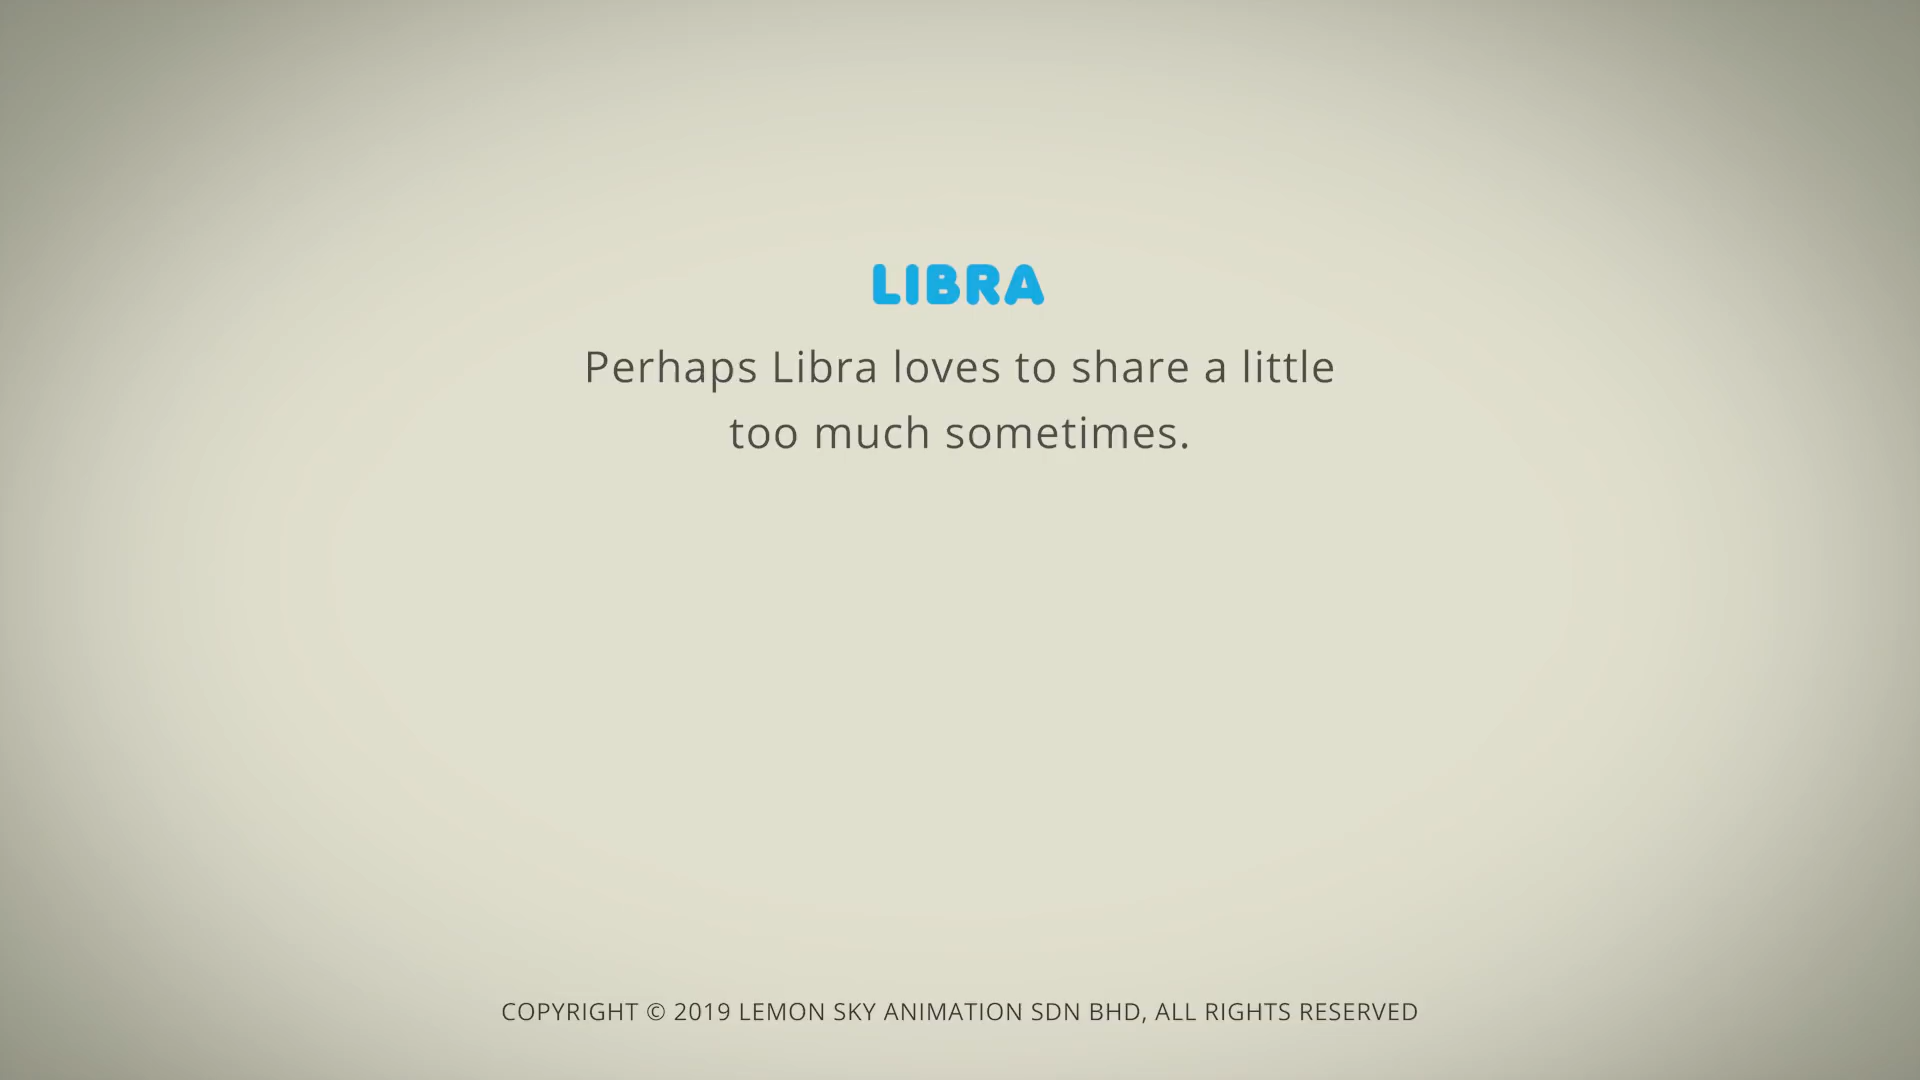 LIBRA
Perhaps Libra loves to share a little
too much sometimes.
COPYRIGHT © 2019 LEMON SKY ANIMATION SDN BHD, ALL RIGHTS RESERVED